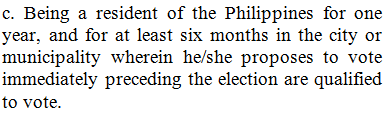 c. Being a resident of the Philippines for one
year, and for at least six months in the city or
municipality wherein he/she proposes to vote
immediately preceding the election are qualified
to vote.